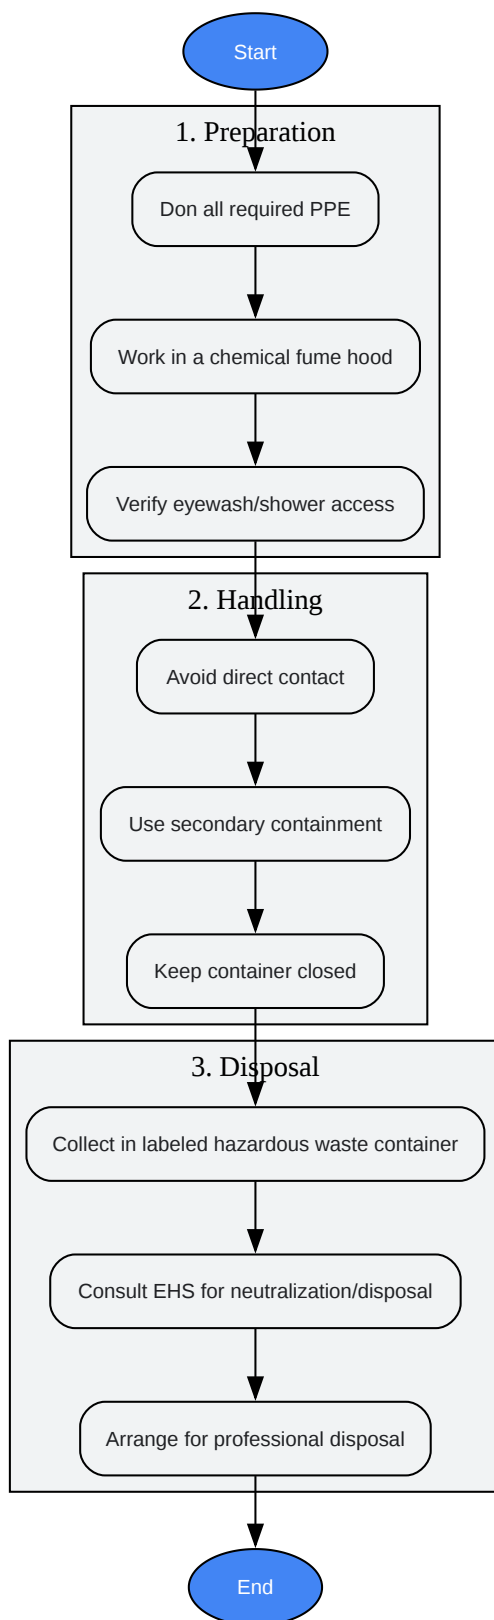 Start
1. Preparation
Don all required PPE
Work in a chemical fume hood
Verify eyewash/shower access
2. Handling
Avoid direct contact
Use secondary containment
Keep container closed
3. Disposal
Collect in labeled hazardous waste container
Consult EHS for neutralization/disposal
Arrange for professional disposal
End